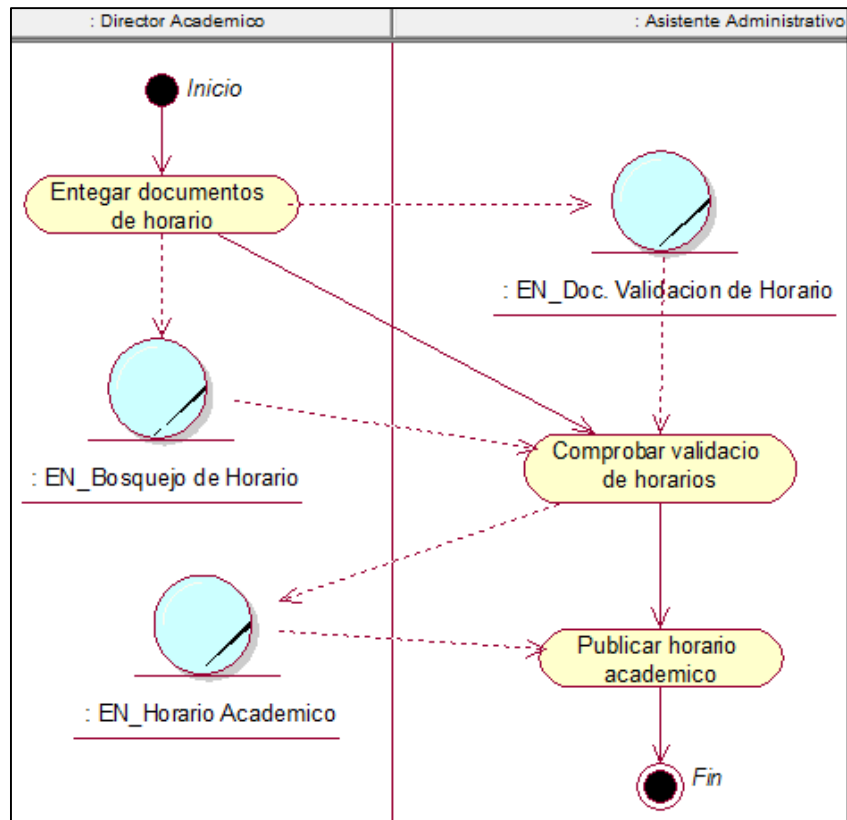 : Director Academico
: Asistente Administrativo
Inicio
Entegar documentos
de horario
: EN_Doc. Validacion de Horario
: EN_Bosquejo de Horario
Comprobar validacio
de horarios
: EN_Horario Academico
Publicar horario
academico
Fin